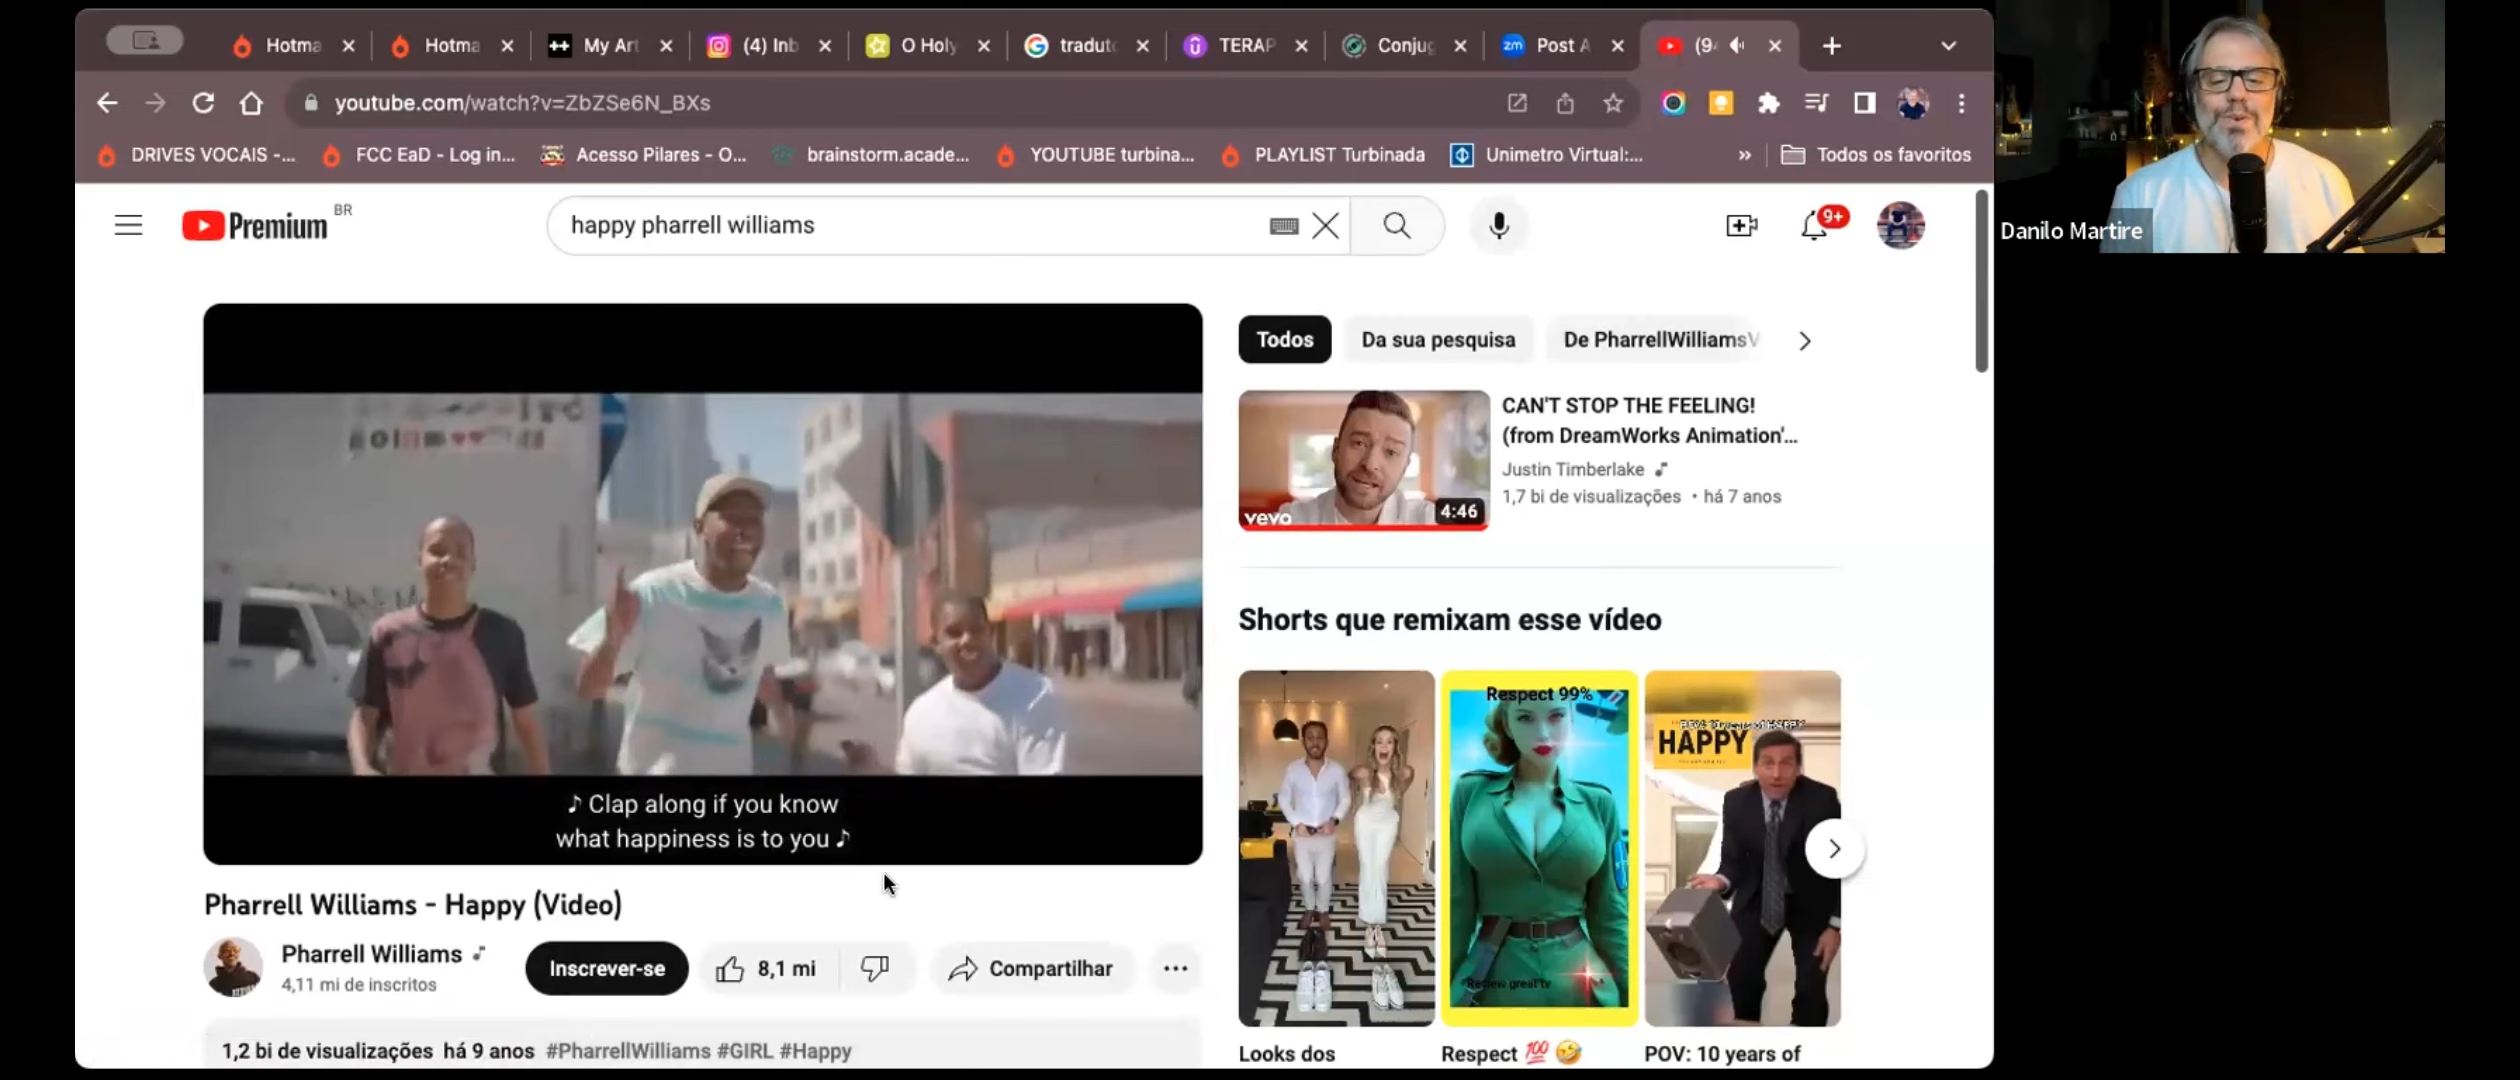 Hotma
Hotma
My Art
(4) Inb
O Holy
traduto
TERAP
Conjug
zm
Post A
youtube.com/watch?v=ZbZSe6N_BXs
DRIVES VOCAIS -...
FCC EaD - Log in...
Acesso Pilares - O...
brainstorm.acade...
YOUTUBE turbina...
PLAYLIST Turbinada
Unimetro Virtual:...
Todos os favoritos
Danilo Martire
Premium
BR
happy pharrell williams
9+
Todos
Da sua pesquisa
De PharrellWilliamsV
CAN'T STOP THE FEELING!
(from DreamWorks Animation'...
Justin Timberlake
1,7 bi de visualizações • há 7 anos
vevo
4:46
Shorts que remixam esse vídeo
Respect 99%
HAPPY
♪ Clap along if you know
what happiness is to you ♪
Pharrell Williams - Happy (Video)
Pharrell Williams
4,11 mi de inscritos
Inscrever-se
8,1 mi
Compartilhar
1,2 bi de visualizações há 9 anos #PharrellWilliams #GIRL #Happy
Looks dos
Respect 💯 🤣
POV: 10 years of